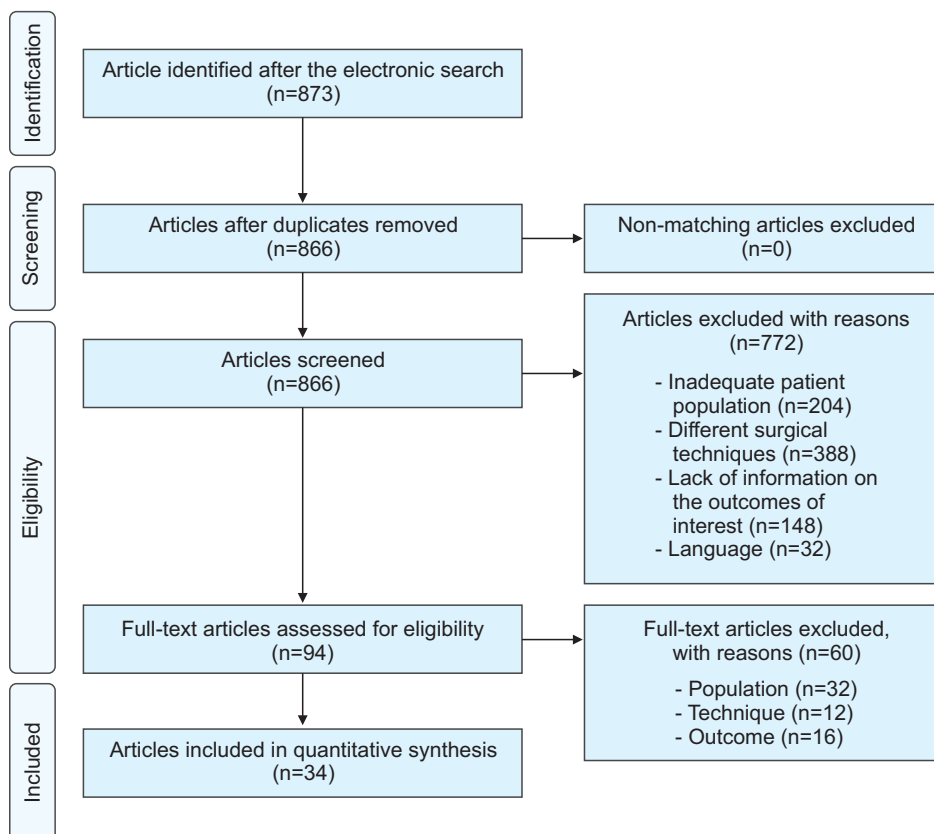 Identification
Article identified after the electronic search
(n=873)
Screening
Articles after duplicates removed
(n=866)
Non-matching articles excluded
(n=0)
Eligibility
Articles screened
(n=866)
Articles excluded with reasons
(n=772)
- Inadequate patient
population (n=204)
- Different surgical
techniques (n=388)
- Lack of information on
the outcomes of
interest (n=148)
- Language (n=32)
Full-text articles assessed for eligibility
(n=94)
Full-text articles excluded,
with reasons (n=60)
- Population (n=32)
- Technique (n=12)
- Outcome (n=16)
Included
Articles included in quantitative synthesis
(n=34)